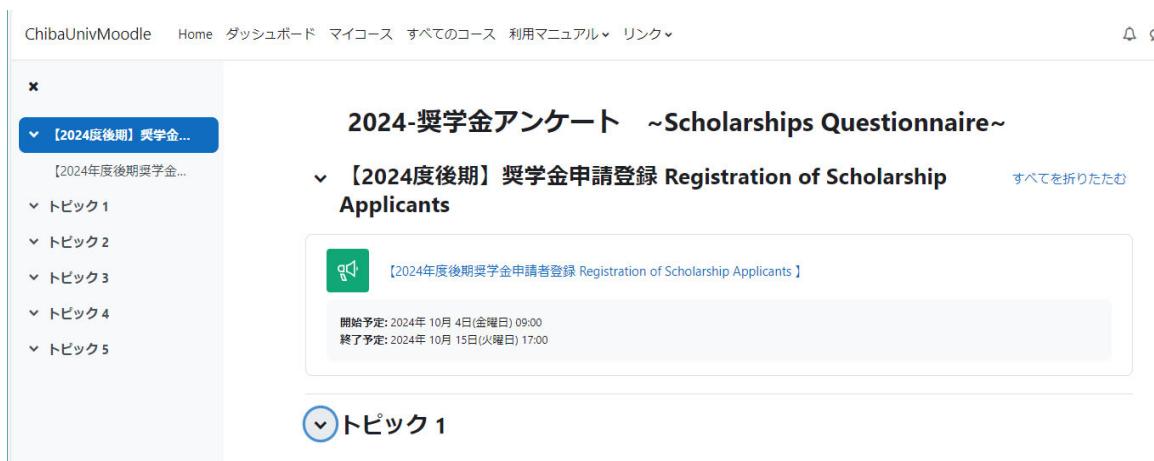 ChibaUnivMoodle Home ダッシュボード マイコース すべてのコース 利用マニュアル リンク
【2024度後期】奨学金...
【2024年度後期奨学金...
トピック 1
トピック 2
トピック 3
トピック 4
トピック 5
2024-奨学金アンケート ~Scholarships Questionnaire~
【2024度後期】奨学金申請登録 Registration of Scholarship
Applicants
すべてを折りたたむ
【2024年度後期奨学金申請者登録 Registration of Scholarship Applicants 】
開始予定: 2024年 10月 4日(金曜日) 09:00
終了予定: 2024年 10月 15日(火曜日) 17:00
トピック 1